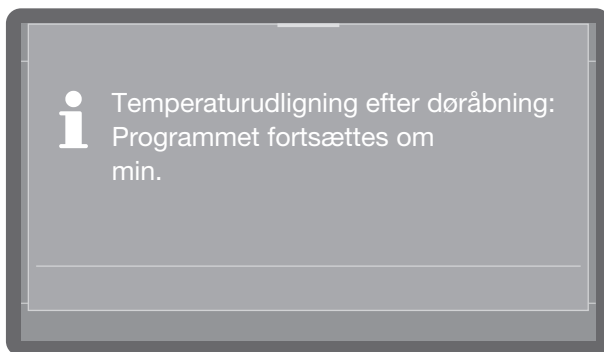 Temperaturudligning efter døråbning:
Programmet fortsættes om
min.